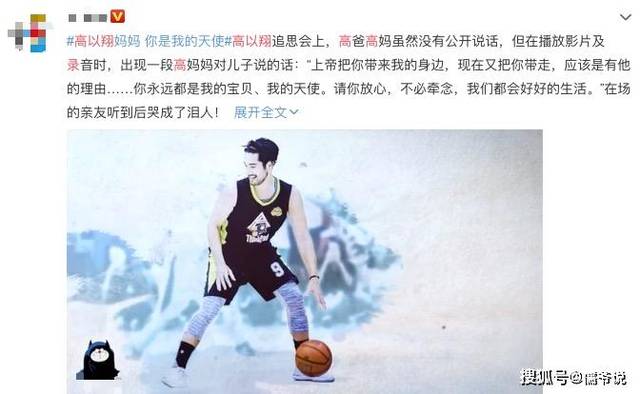 #高以翔妈妈 你是我的天使#高以翔追思会上，高爸高妈虽然没有公开说话，但在播放影片及
录音时，出现一段高妈妈对儿子说的话：“上帝把你带来我的身边，现在又把你带走，应该是有他
的理由……你永远都是我的宝贝、我的天使。请你放心，不必牵念，我们都会好好的生活。”在场
的亲友听到后哭成了泪人！ 展开全文
9
搜狐号@儒爷说